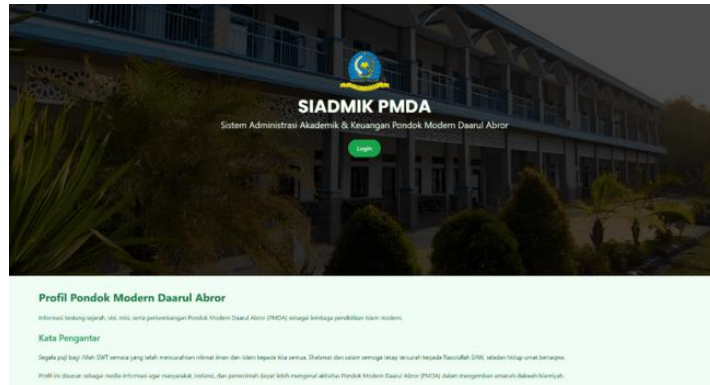 SIADMIK PMDA
Sistem Administrasi Akademik & Keuangan Pondok Modern Daarul Abror
Login
Profil Pondok Modern Daarul Abror
Informasi tentang sejarah, visi, misi, serta perkembangan Pondok Modern Daarul Abror (PMDA) sebagai lembaga pendidikan Islam modern.
Kata Pengantar
Segala puji bagi Allah SWT semata yang telah mencurahkan nikmat iman dan Islam kepada kita semua. Shalawat dan salam semoga tetap tercurah kepada Rasulullah SAW, teladan hidup umat bertaqwa.
Profil ini disusun sebagai media informasi agar masyarakat, instansi, dan pemerintah dapat lebih mengenal aktivitas Pondok Modern Daarul Abror (PMDA) dalam mengemban amanah dakwah Islamiyah.